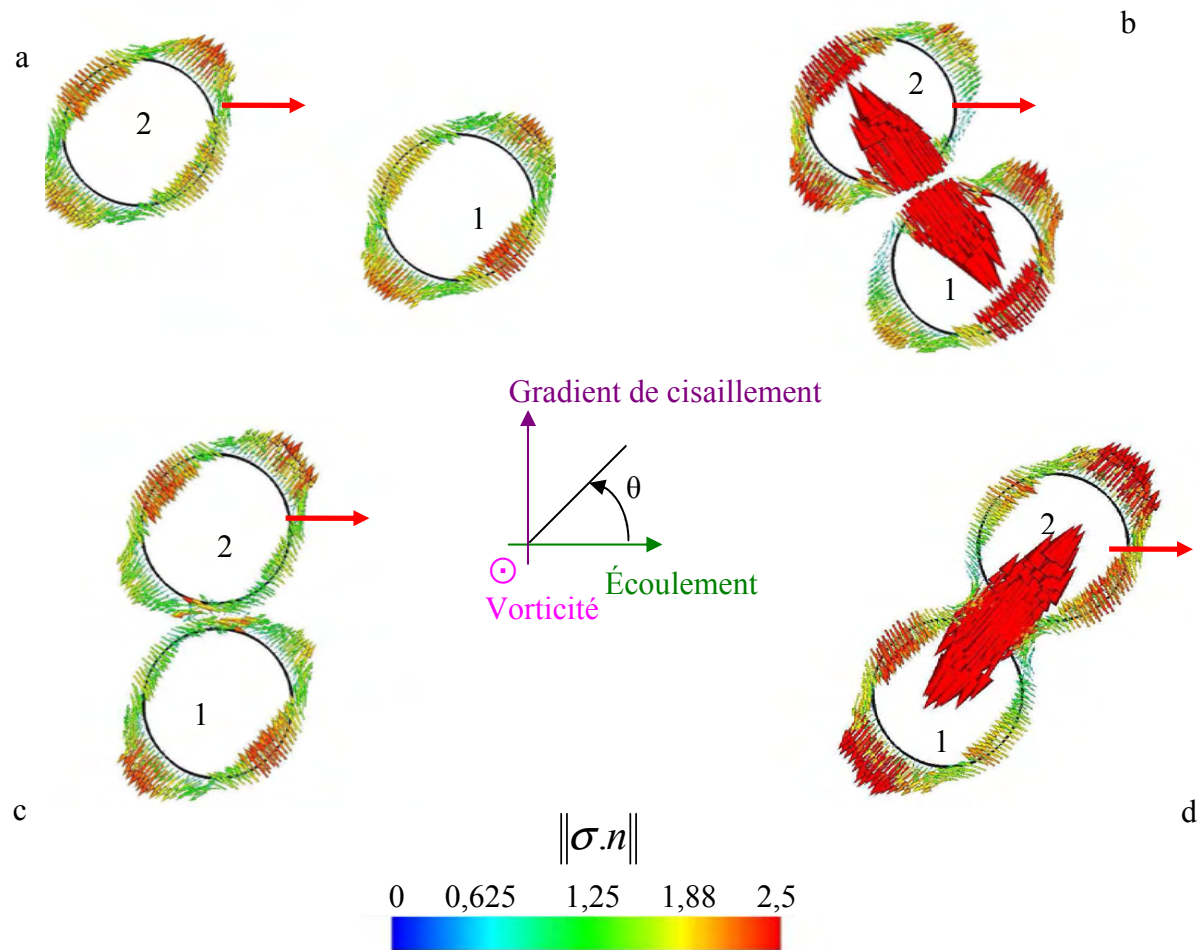 a
b
2
1
2
1
Gradient de cisaillement
θ
Écoulement
Vorticité
2
1
2
1
c
d
‖σ.n‖
0 0,625 1,25 1,88 2,5